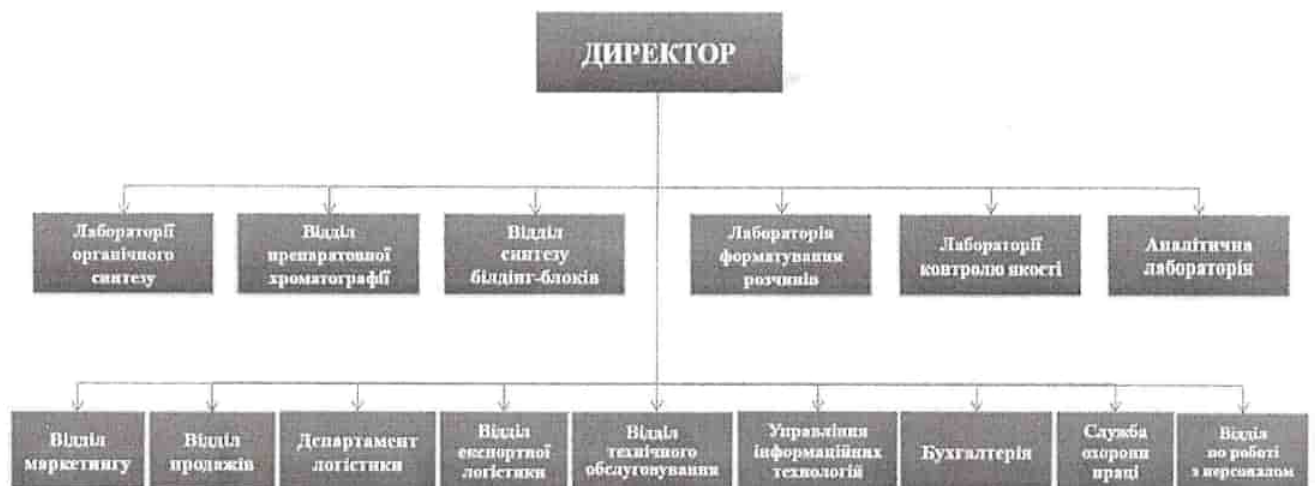 ДИРЕКТОР
Лабораторії
органічного
синтезу
Відділ
препаративної
хроматографії
Відділ
синтезу
білдінг-блоків
Лабораторія
форматування
розчинів
Лабораторії
контролю якості
Аналітична
лабораторія
Відділ
маркетингу
Відділ
продажів
Департамент
логістики
Відділ
експортної
логістики
Відділ
технічного
обслуговування
Управління
інформаційних
технологій
Бухгалтерія
Служба
охорони
праці
Відділ
по роботі
з персоналом